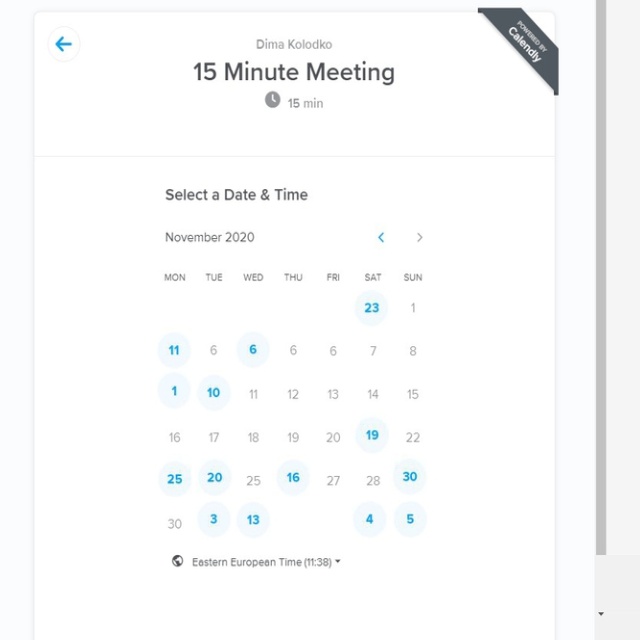 POWERED BY
Calendly
Dima Kolodko
15 Minute Meeting
15 min
Select a Date & Time
November 2020
MON TUE WED THU FRI SAT SUN
23 1
11 6 6 6 6 7 8
1 10 11 12 13 14 15
16 17 18 19 20 19 22
25 20 25 16 27 28 30
30 3 13 4 5
Eastern European Time (11:38)